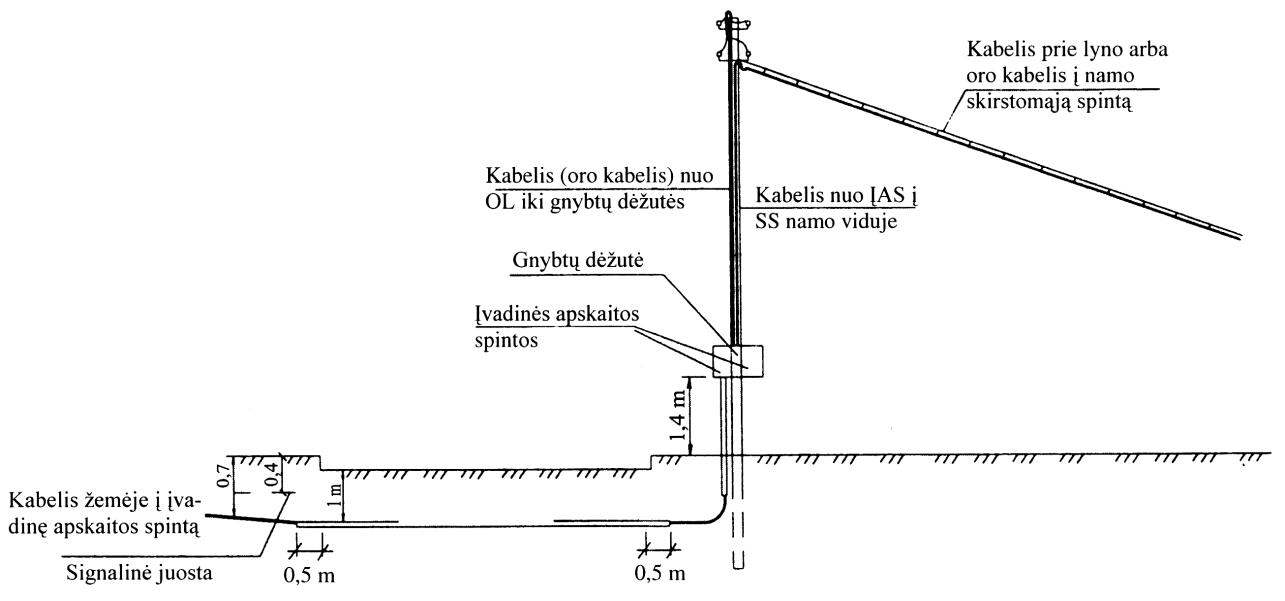 Kabelis prie lyno arba
oro kabelis į namo
skirstomąją spintą
Kabelis (oro kabelis) nuo
OL iki gnybtų dėžutės
Kabelis nuo ĮAS į
SS namo viduje
Gnybtų dėžutė
Įvadinės apskaitos
spintos
1,4 m
0,7
0,4
1 m
Kabelis žemėje į įva-
dinę apskaitos spintą
Signalinė juosta
0,5 m
0,5 m